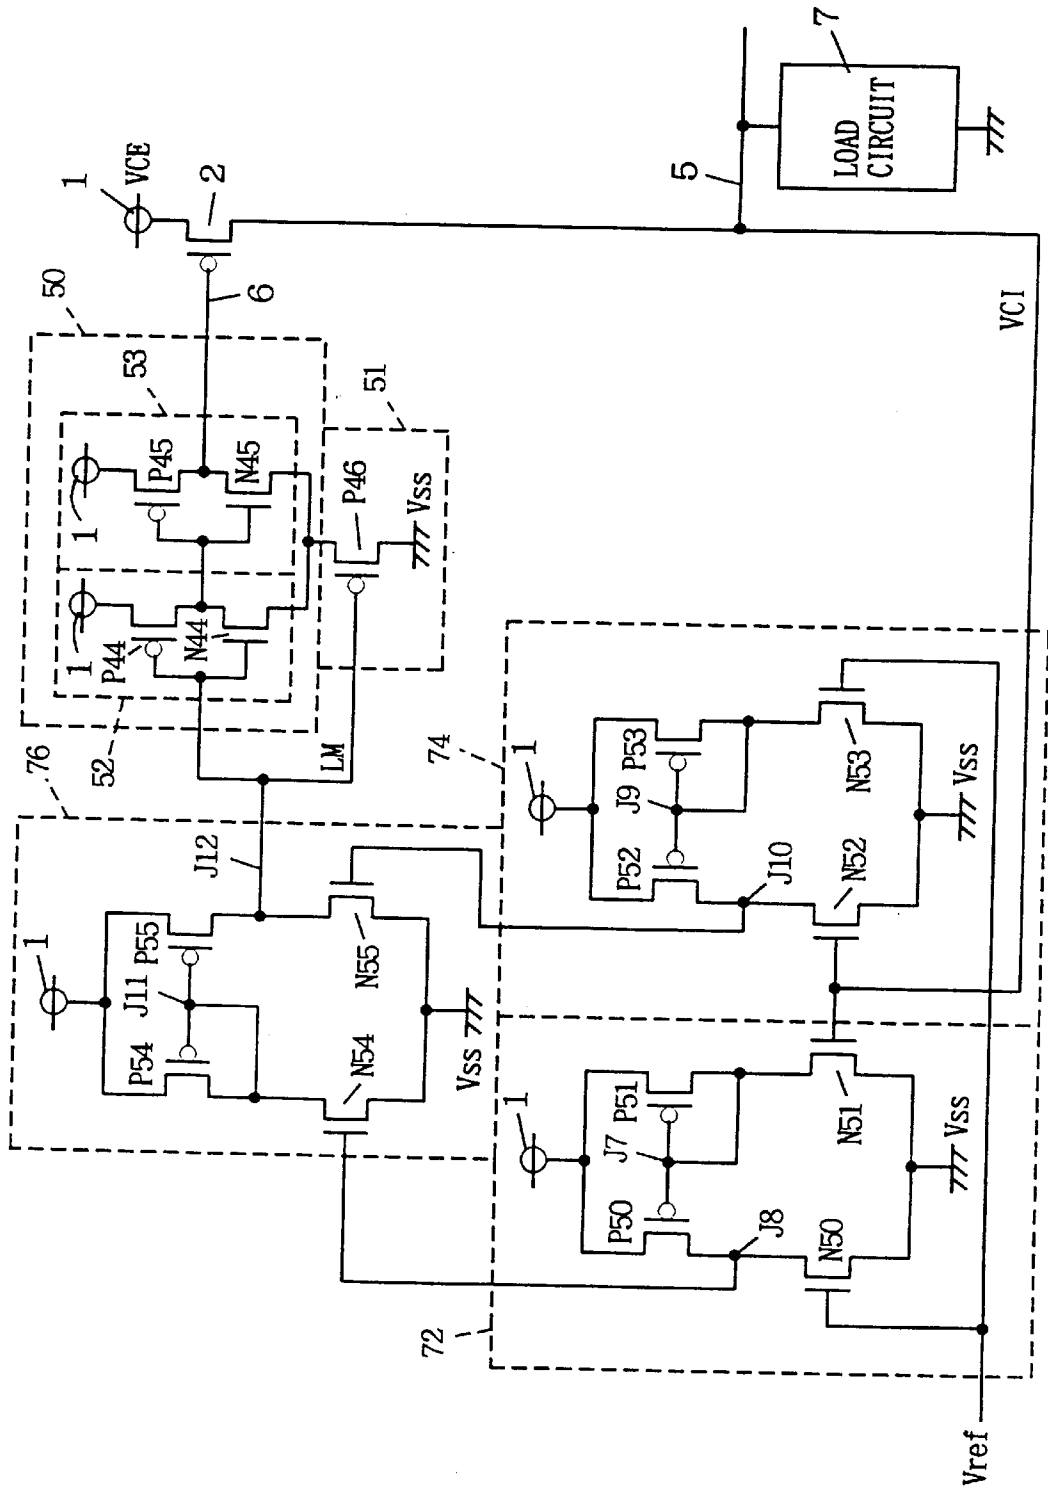 1
VCE
2
6
50
53
1
P45
N45
1
P44
N44
52
51
P46
Vss
LM
5
7
LOAD
CIRCUIT
VCI
76
1
P54
J11
P55
J12
N54
N55
Vss
74
1
P52
J9
P53
J10
N52
N53
Vss
72
1
P50
J7
P51
J8
N50
N51
Vss
Vref